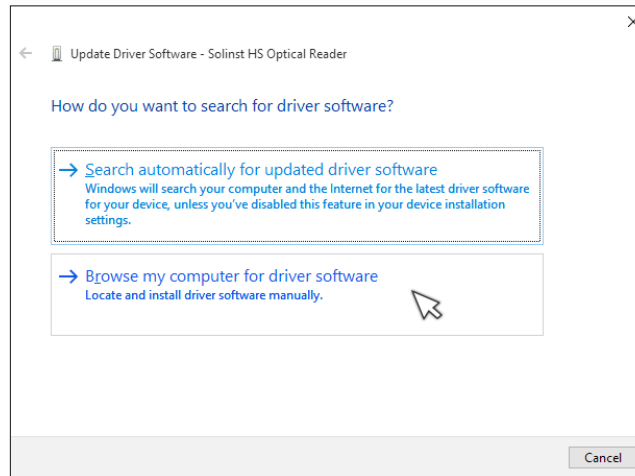 Update Driver Software - Solinst HS Optical Reader
How do you want to search for driver software?
Search automatically for updated driver software
Windows will search your computer and the Internet for the latest driver software
for your device, unless you've disabled this feature in your device installation
settings.
Browse my computer for driver software
Locate and install driver software manually.
Cancel